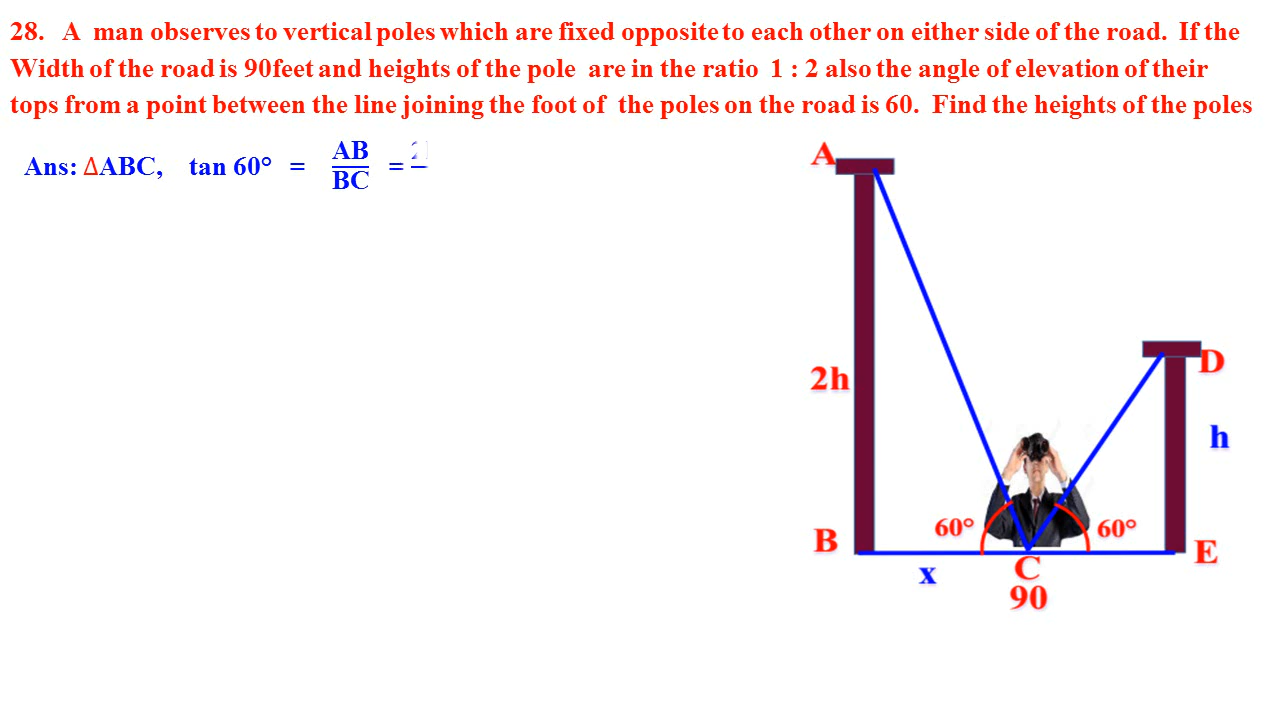 28. A man observes to vertical poles which are fixed opposite to each other on either side of the road. If the
Width of the road is 90feet and heights of the pole are in the ratio 1 : 2 also the angle of elevation of their
tops from a point between the line joining the foot of the poles on the road is 60. Find the heights of the poles
Ans: ΔABC, tan 60° = AB/BC =
A
D
2h
h
60°
60°
B
E
x
C
90